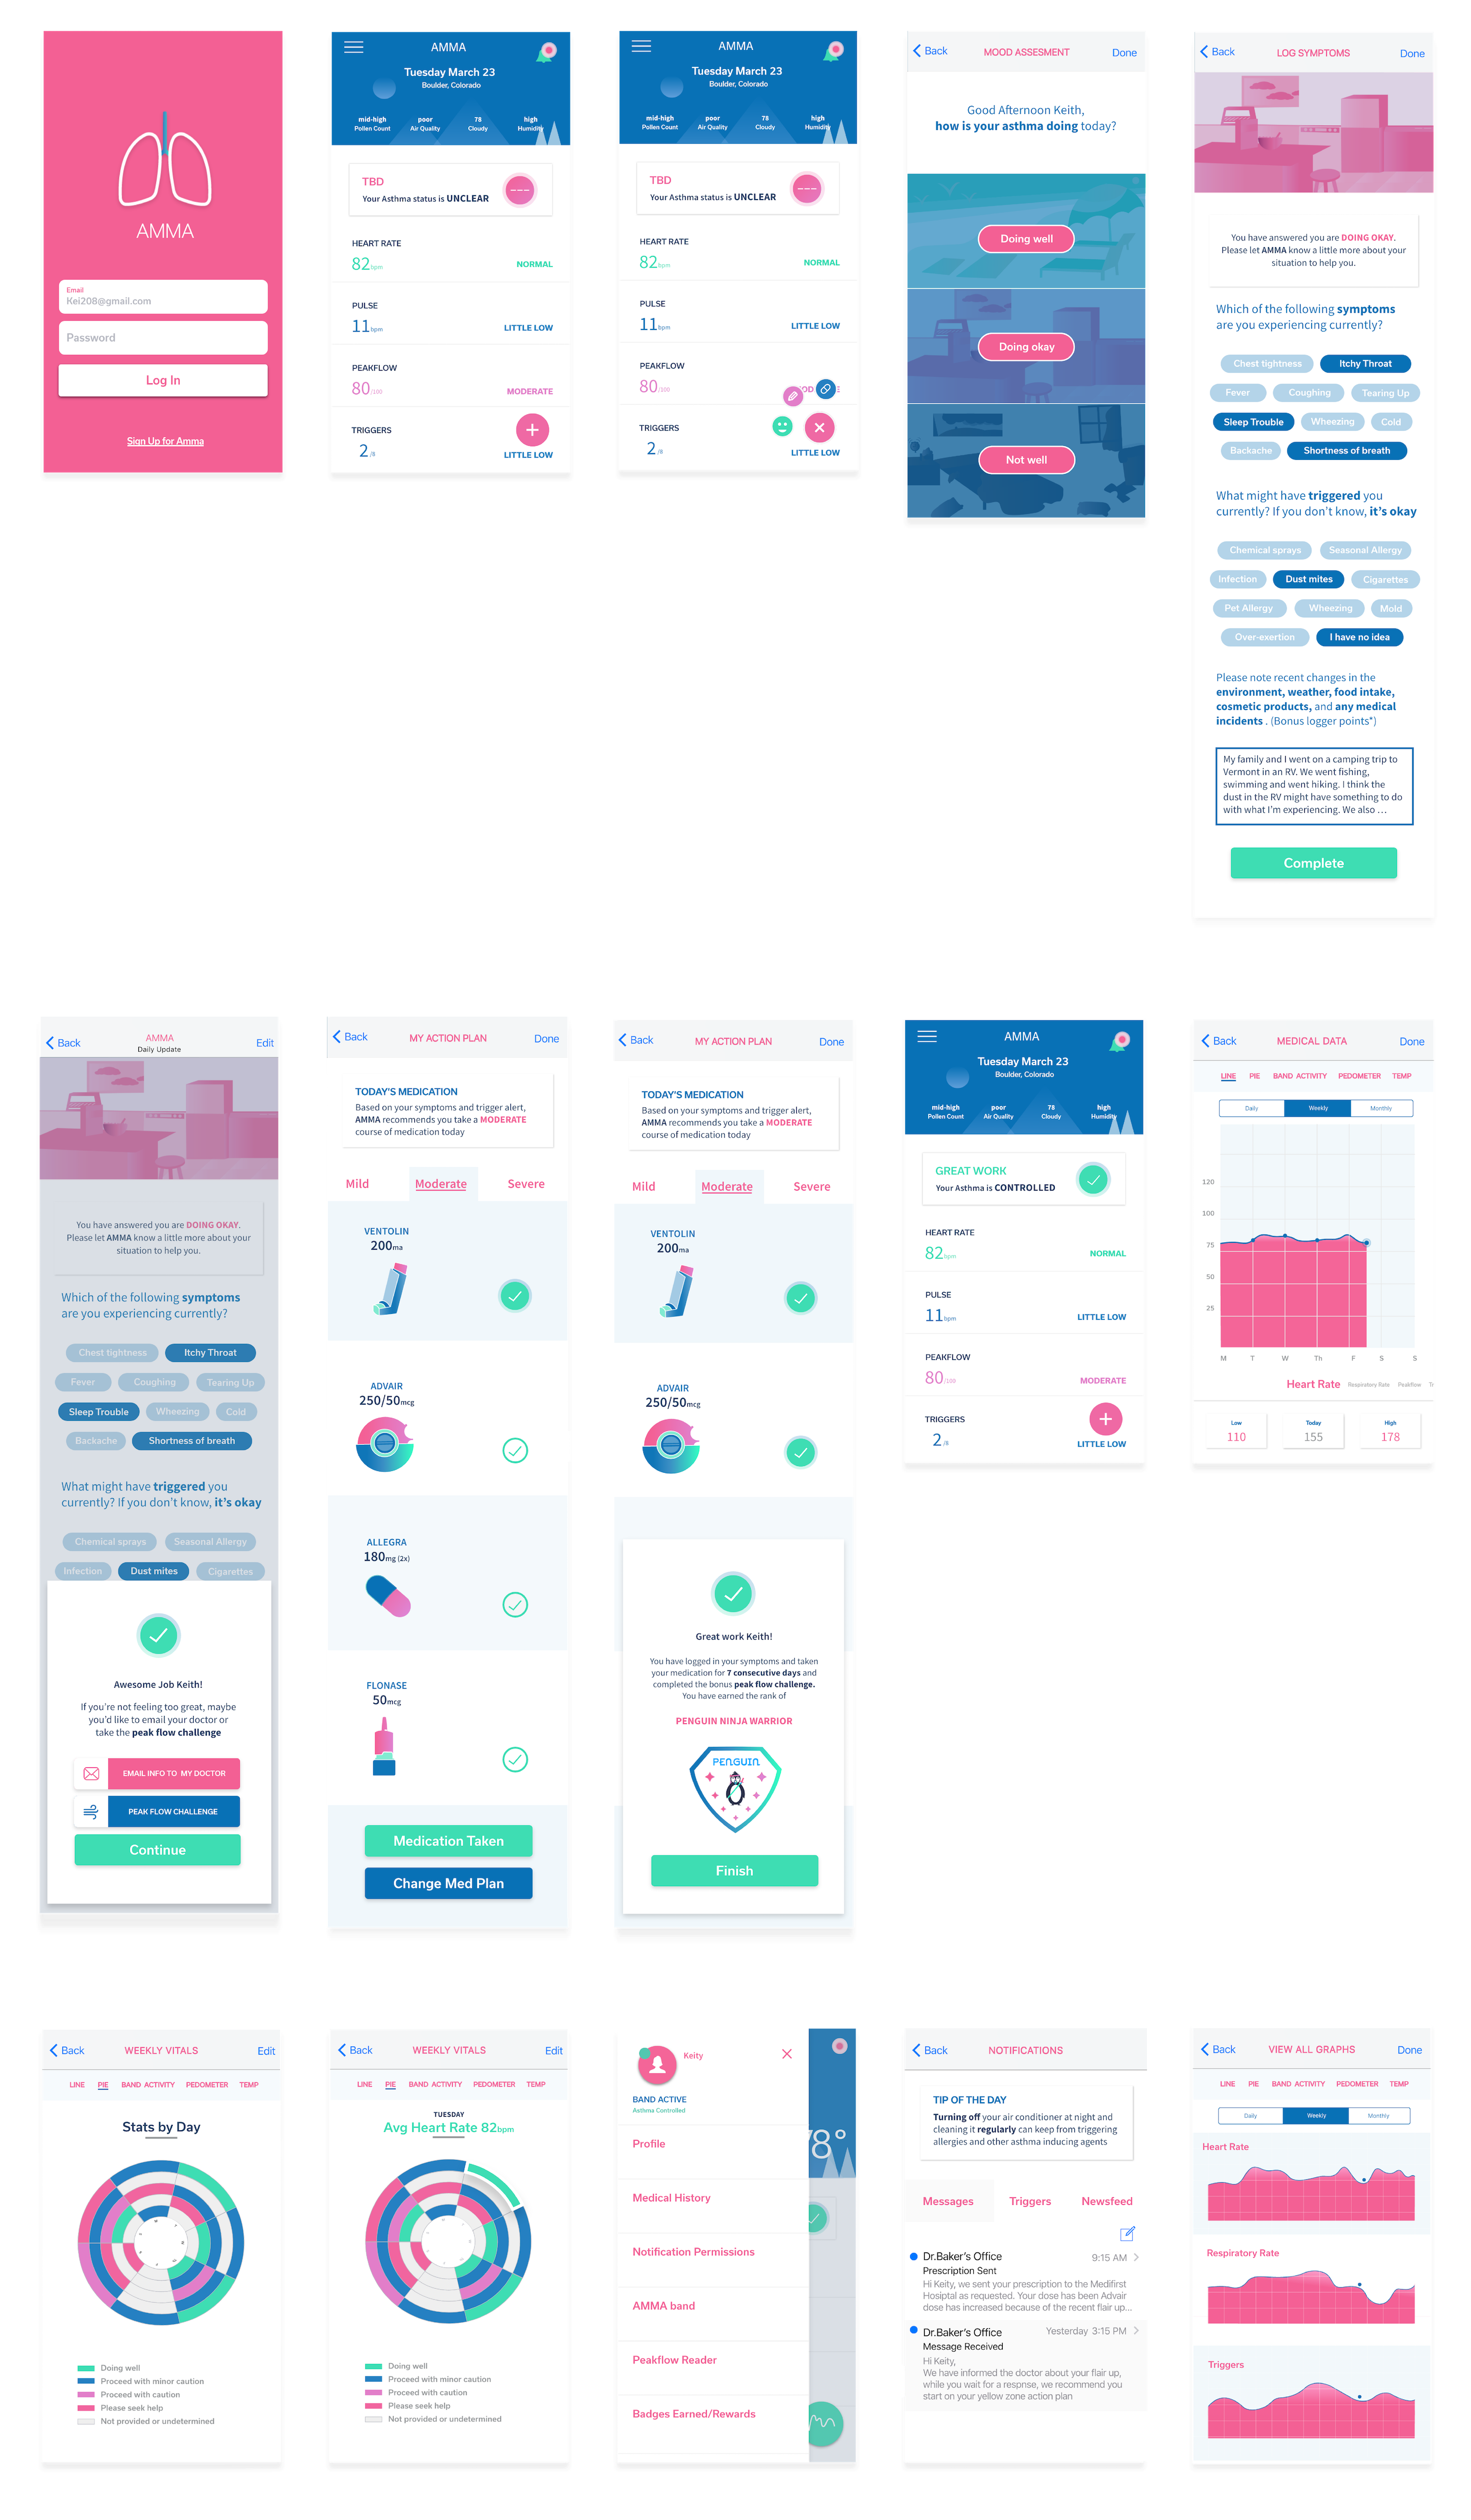 AMMA
Email
Kei208@gmail.com
Password
Log In
Sign Up for Amma
AMMA
Tuesday March 23
Boulder, Colorado
mid-high poor 78 high
Pollen Count Air Quality Cloudy Humidity
TBD
Your Asthma status is UNCLEAR
HEART RATE
82bpm NORMAL
PULSE
11bpm LITTLE LOW
PEAKFLOW
80/100 MODERATE
TRIGGERS
2/8 LITTLE LOW
AMMA
Tuesday March 23
Boulder, Colorado
mid-high poor 78 high
Pollen Count Air Quality Cloudy Humidity
TBD
Your Asthma status is UNCLEAR
HEART RATE
82bpm NORMAL
PULSE
11bpm LITTLE LOW
PEAKFLOW
80/100
TRIGGERS
2/8 LITTLE LOW
Back MOOD ASSESMENT Done
Good Afternoon Keith,
how is your asthma doing today?
Doing well
Doing okay
Not well
Back LOG SYMPTOMS Done
You have answered you are DOING OKAY.
Please let AMMA know a little more about your
situation to help you.
Which of the following symptoms
are you experiencing currently?
Chest tightness Itchy Throat
Fever Coughing Tearing Up
Sleep Trouble Wheezing Cold
Backache Shortness of breath
What might have triggered you
currently? If you don't know, it's okay
Chemical sprays Seasonal Allergy
Infection Dust mites Cigarettes
Pet Allergy Wheezing Mold
Over-exertion I have no idea
Please note recent changes in the
environment, weather, food intake,
cosmetic products, and any medical
incidents . (Bonus logger points*)
My family and I went on a camping trip to
Vermont in an RV. We went fishing,
swimming and went hiking. I think the
dust in the RV might have something to do
with what I'm experiencing. We also ...
Complete
Back AMMA Edit
Daily Update
You have answered you are DOING OKAY.
Please let AMMA know a little more about your
situation to help you.
Which of the following symptoms
are you experiencing currently?
Chest tightness Itchy Throat
Fever Coughing Tearing Up
Sleep Trouble Wheezing Cold
Backache Shortness of breath
What might have triggered you
currently? If you don't know, it's okay
Chemical sprays Seasonal Allergy
Infection Dust mites Cigarettes
Awesome Job Keith!
If you're not feeling too great, maybe
you'd like to email your doctor or
take the peak flow challenge
EMAIL INFO TO MY DOCTOR
PEAK FLOW CHALLENGE
Continue
Back MY ACTION PLAN Done
TODAY'S MEDICATION
Based on your symptoms and trigger alert,
AMMA recommends you take a MODERATE
course of medication today
Mild Moderate Severe
VENTOLIN
200ma
ADVAIR
250/50mcg
ALLEGRA
180mg (2x)
FLONASE
50mcg
Medication Taken
Change Med Plan
Back MY ACTION PLAN Done
TODAY'S MEDICATION
Based on your symptoms and trigger alert,
AMMA recommends you take a MODERATE
course of medication today
Mild Moderate Severe
VENTOLIN
200ma
ADVAIR
250/50mcg
Great work Keith!
You have logged in your symptoms and taken
your medication for 7 consecutive days and
completed the bonus peak flow challenge.
You have earned the rank of
PENGUIN NINJA WARRIOR
PENGUIN
Finish
AMMA
Tuesday March 23
Boulder, Colorado
mid-high poor 78 high
Pollen Count Air Quality Cloudy Humidity
GREAT WORK
Your Asthma is CONTROLLED
HEART RATE
82bpm NORMAL
PULSE
11bpm LITTLE LOW
PEAKFLOW
80/100 MODERATE
TRIGGERS
2/8 LITTLE LOW
Back MEDICAL DATA Done
LINE PIE BAND ACTIVITY PEDOMETER TEMP
Daily Weekly Monthly
120
100
75
50
25
M T W Th F S S
Heart Rate Respiratory Rate Peakflow
Low Today High
110 155 178
Back WEEKLY VITALS Edit
LINE PIE BAND ACTIVITY PEDOMETER TEMP
Stats by Day
Doing well
Proceed with minor caution
Proceed with caution
Please seek help
Not provided or undetermined
Back WEEKLY VITALS Edit
LINE PIE BAND ACTIVITY PEDOMETER TEMP
TUESDAY
Avg Heart Rate 82bpm
Doing well
Proceed with minor caution
Proceed with caution
Please seek help
Not provided or undetermined
Keity
BAND ACTIVE
Asthma Controlled
8°
Profile
Medical History
Notification Permissions
AMMA band
Peakflow Reader
Badges Earned/Rewards
Back NOTIFICATIONS
TIP OF THE DAY
Turning off your air conditioner at night and
cleaning it regularly can keep from triggering
allergies and other asthma inducing agents
Messages Triggers Newsfeed
Dr.Baker's Office 9:15 AM
Prescription Sent
Hi Keity, we sent your prescription to the Medifirst
Hosiptal as requested. Your dose has been Advair
dose has increased because of the recent flair up...
Dr.Baker's Office Yesterday 3:15 PM
Message Received
Hi Keity,
We have informed the doctor about your flair up,
while you wait for a respnse, we recommend you
start on your yellow zone action plan
Back VIEW ALL GRAPHS Done
LINE PIE BAND ACTIVITY PEDOMETER TEMP
Daily Weekly Monthly
Heart Rate
Respiratory Rate
Triggers